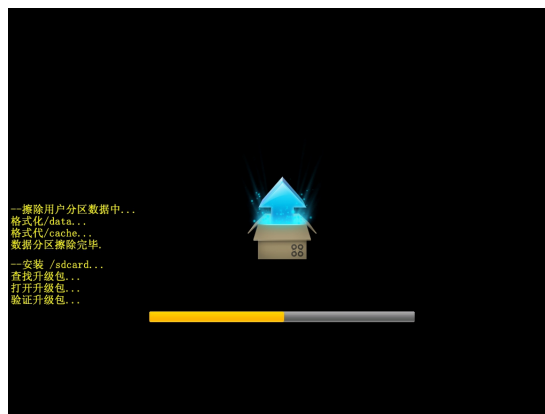 --擦除用户分区数据中...
格式化/data...
格式代/cache...
数据分区擦除完毕.
--安装 /sdcard...
查找升级包...
打开升级包...
验证升级包...